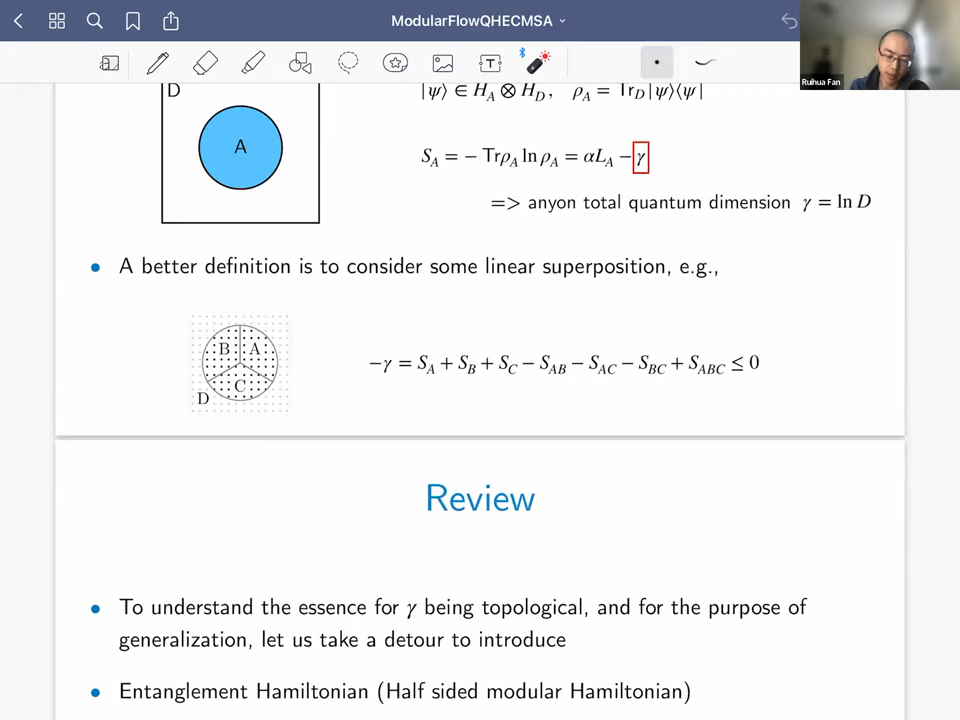 ModularFlowQHECMSA
Ruihua Fan
D
A
|ψ⟩ ∈ H_A ⊗ H_D, ρ_A = Tr_D|ψ⟩⟨ψ|
S_A = − Trρ_A ln ρ_A = αL_A − γ
=> anyon total quantum dimension γ = ln D
• A better definition is to consider some linear superposition, e.g.,
B A
C
D
−γ = S_A + S_B + S_C − S_AB − S_AC − S_BC + S_ABC ≤ 0
Review
• To understand the essence for γ being topological, and for the purpose of
generalization, let us take a detour to introduce
• Entanglement Hamiltonian (Half sided modular Hamiltonian)